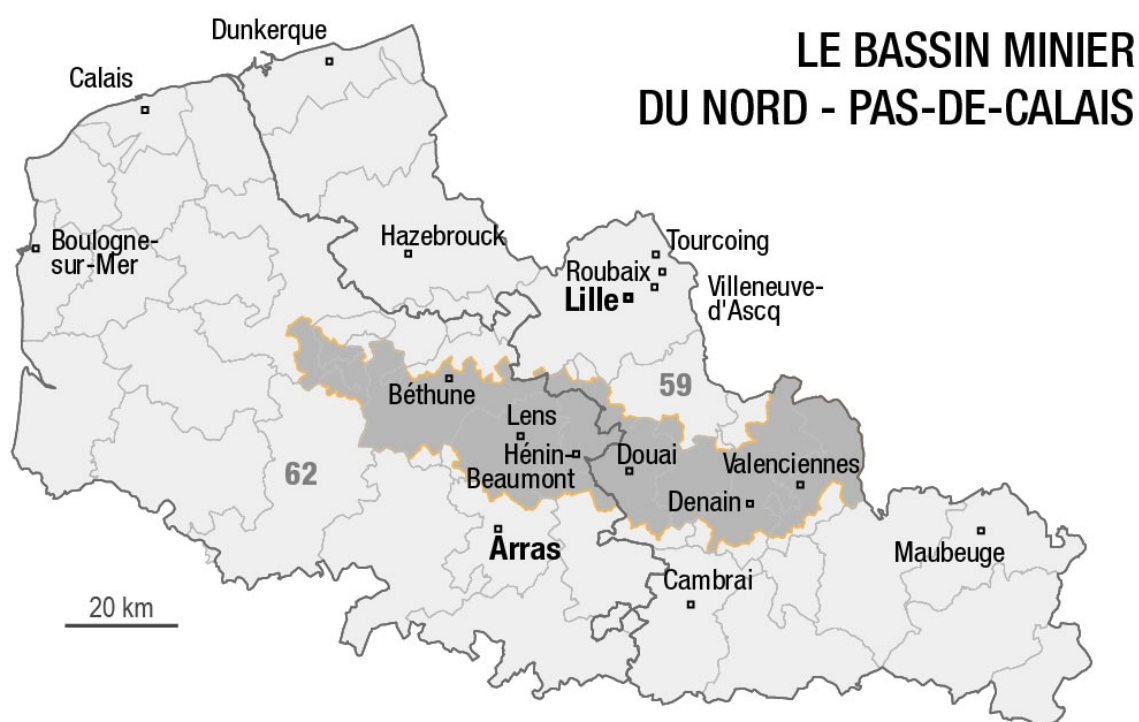 LE BASSIN MINIER
DU NORD - PAS-DE-CALAIS
Dunkerque
Calais
Boulogne-
sur-Mer
Hazebrouck
Tourcoing
Roubaix
Villeneuve-
d'Ascq
Lille
59
Béthune
Lens
Hénin-
Beaumont
Douai
Valenciennes
Denain
62
Arras
Maubeuge
Cambrai
20 km